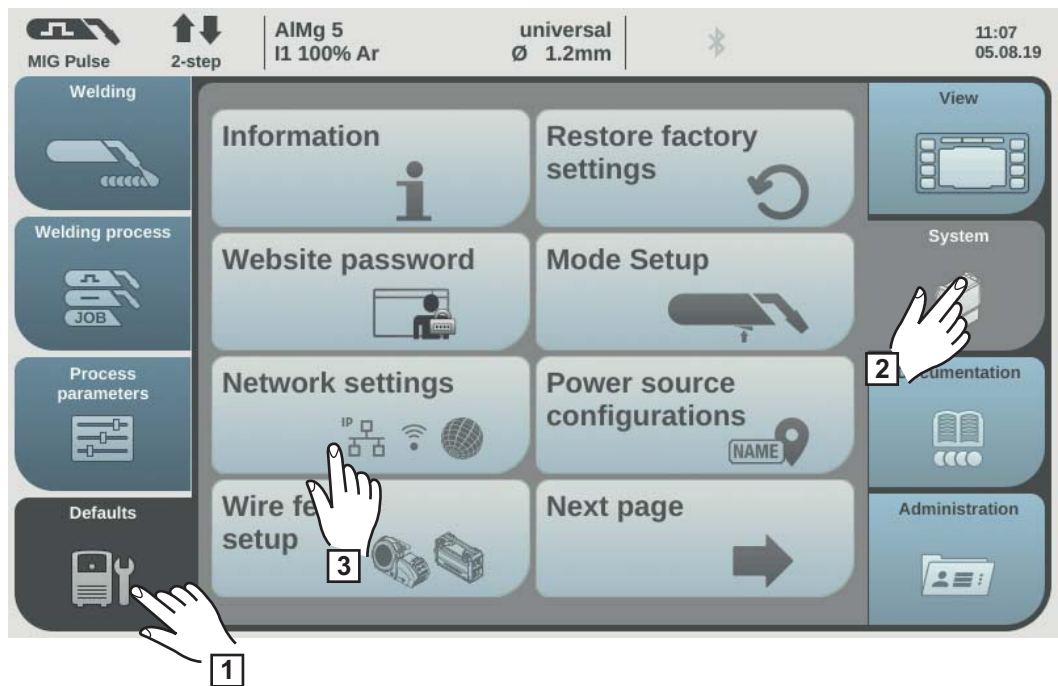 MIG Pulse
2-step
AlMg 5
I1 100% Ar
universal
Ø 1.2mm
11:07
05.08.19
Welding
Welding process
JOB
Process
parameters
Defaults
Information
Restore factory
settings
Website password
Mode Setup
Network settings
IP
Power source
configurations
NAME
Wire fe
setup
Next page
View
System
cumentation
Administration
1
2
3